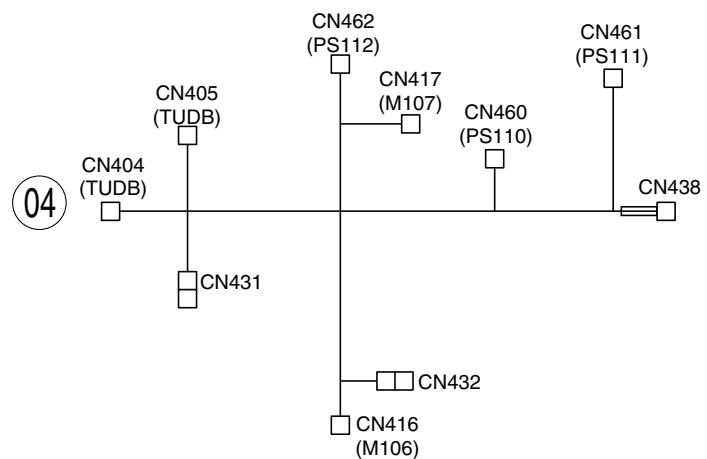 CN462
(PS112)
CN461
(PS111)
CN417
(M107)
CN405
(TUDB)
CN460
(PS110)
CN404
(TUDB)
04
CN438
CN431
CN432
CN416
(M106)